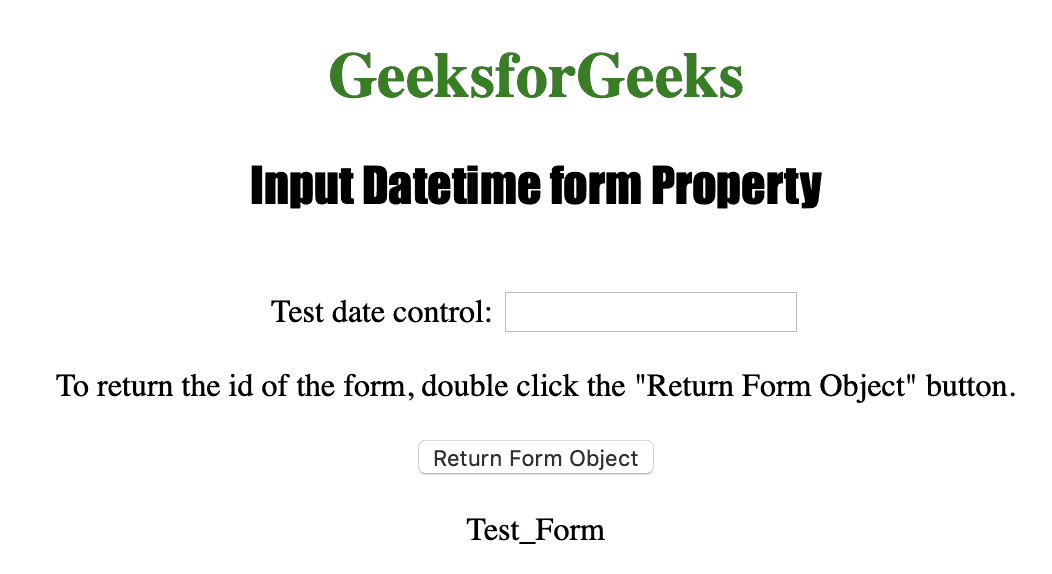 GeeksforGeeks
Input Datetime form Property
Test date control:
To return the id of the form, double click the "Return Form Object" button.
Return Form Object
Test_Form